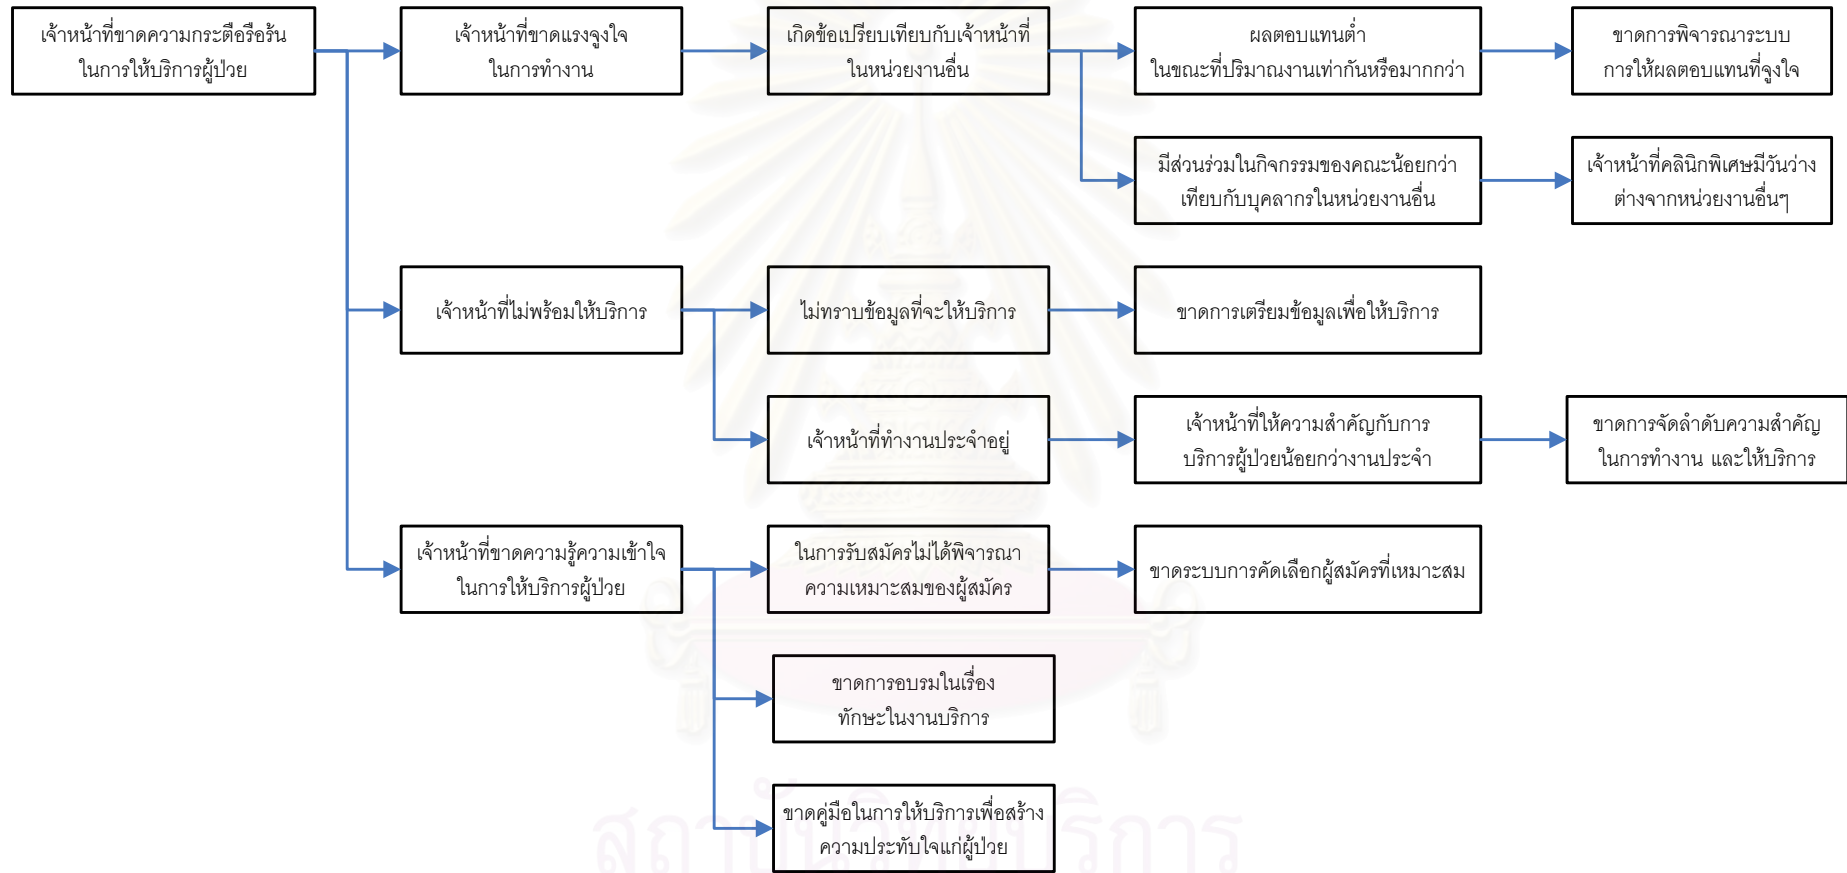 เจ้าหน้าที่ขาดความกระตือรือร้น
ในการให้บริการผู้ป่วย
เจ้าหน้าที่ขาดแรงจูงใจ
ในการทำงาน
เกิดข้อเปรียบเทียบกับเจ้าหน้าที่
ในหน่วยงานอื่น
ผลตอบแทนต่ำ
ในขณะที่ปริมาณงานเท่ากันหรือมากกว่า
ขาดการพิจารณาระบบ
การให้ผลตอบแทนที่จูงใจ
มีส่วนร่วมในกิจกรรมของคณะน้อยกว่า
เทียบกับบุคลากรในหน่วยงานอื่น
เจ้าหน้าที่คลินิกพิเศษมีวันว่าง
ต่างจากหน่วยงานอื่นๆ
เจ้าหน้าที่ไม่พร้อมให้บริการ
ไม่ทราบข้อมูลที่จะให้บริการ
ขาดการเตรียมข้อมูลเพื่อให้บริการ
เจ้าหน้าที่ทำงานประจำอยู่
เจ้าหน้าที่ให้ความสำคัญกับการ
บริการผู้ป่วยน้อยกว่างานประจำ
ขาดการจัดลำดับความสำคัญ
ในการทำงาน และให้บริการ
เจ้าหน้าที่ขาดความรู้ความเข้าใจ
ในการให้บริการผู้ป่วย
ในการรับสมัครไม่ได้พิจารณา
ความเหมาะสมของผู้สมัคร
ขาดระบบการคัดเลือกผู้สมัครที่เหมาะสม
ขาดการอบรมในเรื่อง
ทักษะในงานบริการ
ขาดคู่มือในการให้บริการเพื่อสร้าง
ความประทับใจแก่ผู้ป่วย
สถาบันวิทยบริการ